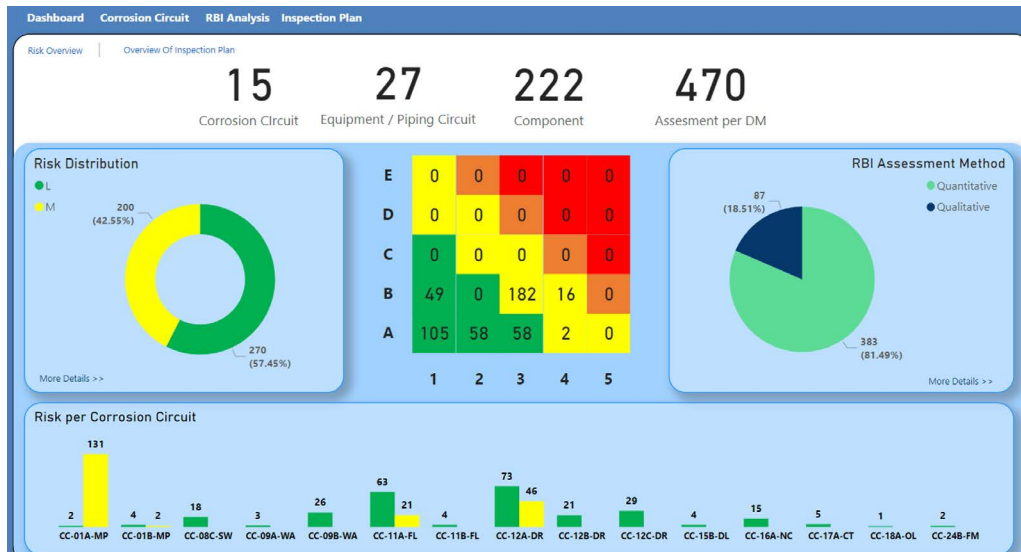 Dashboard Corrosion Circuit RBI Analysis Inspection Plan
Risk Overview Overview Of Inspection Plan
15 27 222 470
Corrosion CIrcuit Equipment / Piping Circuit Component Assesment per DM
Risk Distribution
L
M
200
(42.55%)
270
(57.45%)
More Details >>
E 0 0 0 0 0
D 0 0 0 0 0
C 0 0 0 0 0
B 49 0 182 16 0
A 105 58 58 2 0
1 2 3 4 5
RBI Assessment Method
Quantitative
Qualitative
87
(18.51%)
383
(81.49%)
More Details >>
Risk per Corrosion Circuit
2 131 4 2 18 3 26 63 21 4 73 46 21 29 4 15 5 1 2
CC-01A-MP CC-01B-MP CC-08C-SW CC-09A-WA CC-09B-WA CC-11A-FL CC-11B-FL CC-12A-DR CC-12B-DR CC-12C-DR CC-15B-DL CC-16A-NC CC-17A-CT CC-18A-OL CC-24B-FM